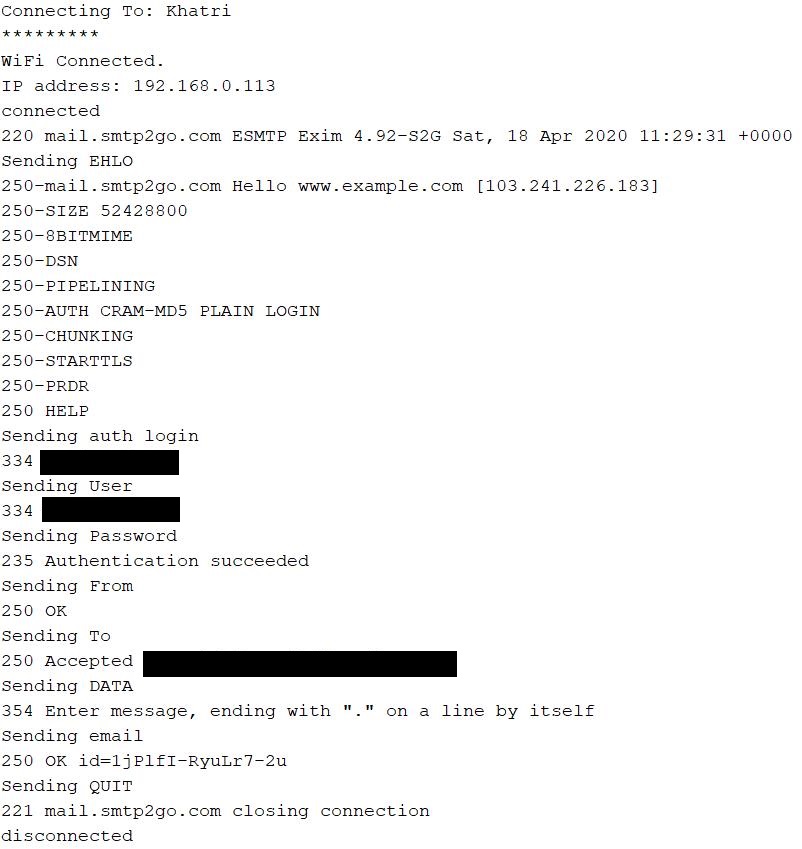 Connecting To: Khatri
*********
WiFi Connected.
IP address: 192.168.0.113
connected
220 mail.smtp2go.com ESMTP Exim 4.92-S2G Sat, 18 Apr 2020 11:29:31 +0000
Sending EHLO
250-mail.smtp2go.com Hello www.example.com [103.241.226.183]
250-SIZE 52428800
250-8BITMIME
250-DSN
250-PIPELINING
250-AUTH CRAM-MD5 PLAIN LOGIN
250-CHUNKING
250-STARTTLS
250-PRDR
250 HELP
Sending auth login
334
Sending User
334
Sending Password
235 Authentication succeeded
Sending From
250 OK
Sending To
250 Accepted
Sending DATA
354 Enter message, ending with "." on a line by itself
Sending email
250 OK id=1jPlfI-RyuLr7-2u
Sending QUIT
221 mail.smtp2go.com closing connection
disconnected